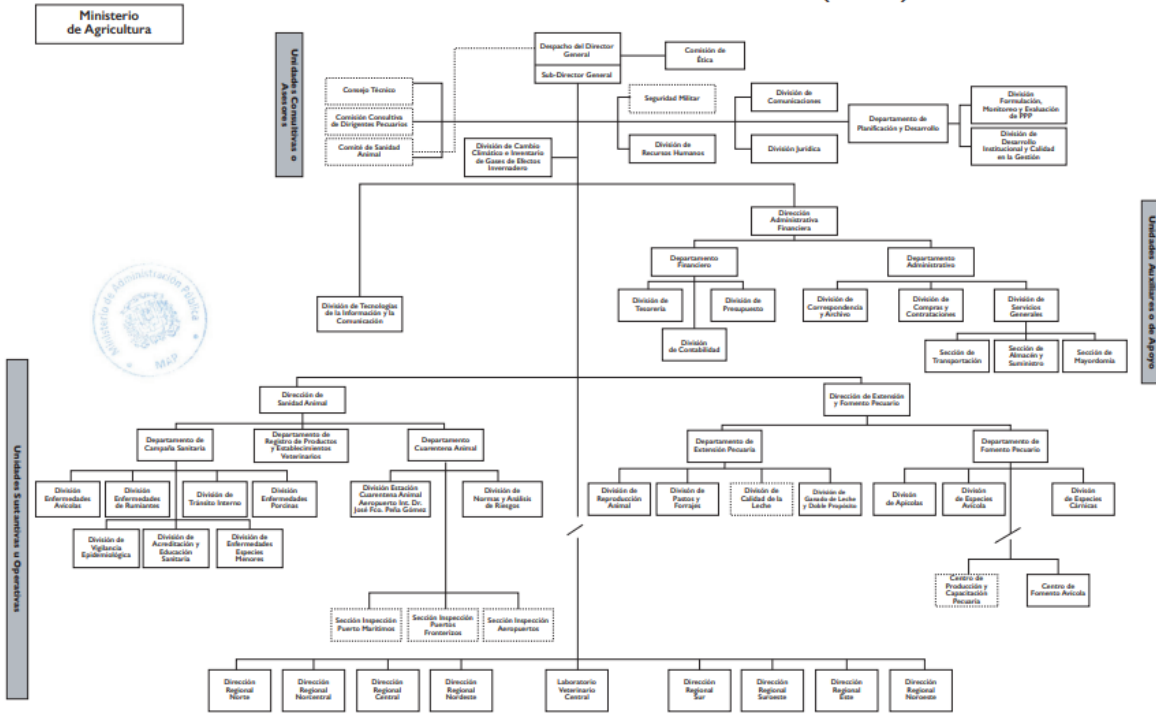 Ministerio
de Agricultura
Unidades Consultivas o
Asesores
Despacho del Director
General
Sub-Director General
Comisión de
Ética
Consejo Técnico
Comisión Consultiva
de Dirigentes Pecuarios
Comité de Sanidad
Animal
División de Cambio
Climático e Inventario
de Gases de Efectos
Invernadero
Seguridad Militar
División de
Recursos Humanos
División de
Comunicaciones
División Jurídica
Departamento de
Planificación y Desarrollo
División
Formulación,
Monitoreo y Evaluación
de PPP
División de
Desarrollo
Institucional y Calidad
en la Gestión
Unidades Auxiliares o de Apoyo
Dirección
Administrativa
Financiera
Departamento
Financiero
Departamento
Administrativo
División de Tecnologías
de la Información y la
Comunicación
División de
Tesorería
División de
Presupuesto
División
de Contabilidad
División de
Correspondencia
y Archivo
División de
Compras y
Contrataciones
División de
Servicios
Generales
Sección de
Transportación
Sección de
Almacén y
Suministro
Sección de
Mayordomía
Ministerio de Administración Pública
MAP
Unidades Sustantivas u Operativas
Dirección de
Sanidad Animal
Dirección de Extensión
y Fomento Pecuario
Departamento de
Campaña Sanitaria
Departamento de
Registro de Productos
y Establecimientos
Veterinarios
Departamento
Cuarentena Animal
Departamento de
Extensión Pecuaria
Departamento de
Fomento Pecuario
División
Enfermedades
Avícolas
División
Enfermedades
de Rumiantes
División de
Tránsito Interno
División
Enfermedades
Porcinas
División Estación
Cuarentena Animal
Aeropuerto Int. Dr.
José Fco. Peña Gómez
División de
Normas y Análisis
de Riesgos
División de
Reproducción
Animal
División de
Pastos y
Forrajes
División de
Calidad de la
Leche
División de
Ganado de Leche
y Doble Propósito
División
de Apícolas
División
de Especies
Avícola
División
de Especies
Cárnicas
División de
Vigilancia
Epidemiológica
División de
Acreditación y
Educación
Sanitaria
División de
Enfermedades
Especies
Menores
Centro de
Producción y
Capacitación
Pecuaria
Centro de
Fomento Avícola
Sección Inspección
Puerto Marítimos
Sección Inspección
Puertos
Fronterizos
Sección Inspección
Aeropuertos
Dirección
Regional
Norte
Dirección
Regional
Norcentral
Dirección
Regional
Central
Dirección
Regional
Nordeste
Laboratorio
Veterinario
Central
Dirección
Regional
Sur
Dirección
Regional
Suroeste
Dirección
Regional
Este
Dirección
Regional
Noroeste